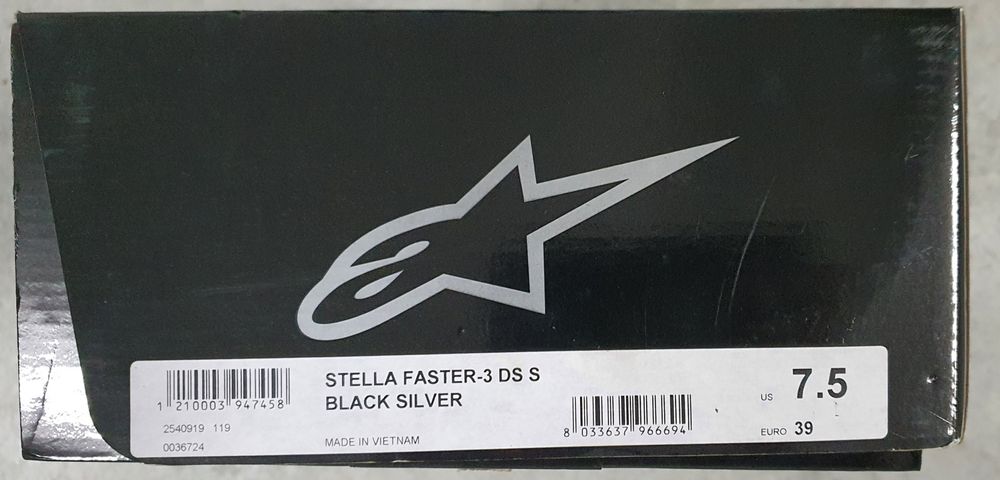 STELLA FASTER-3 DS S
BLACK SILVER
1 210003 947458
2540919 119
0036724
MADE IN VIETNAM
8 033637 966694
US 7.5
EURO 39